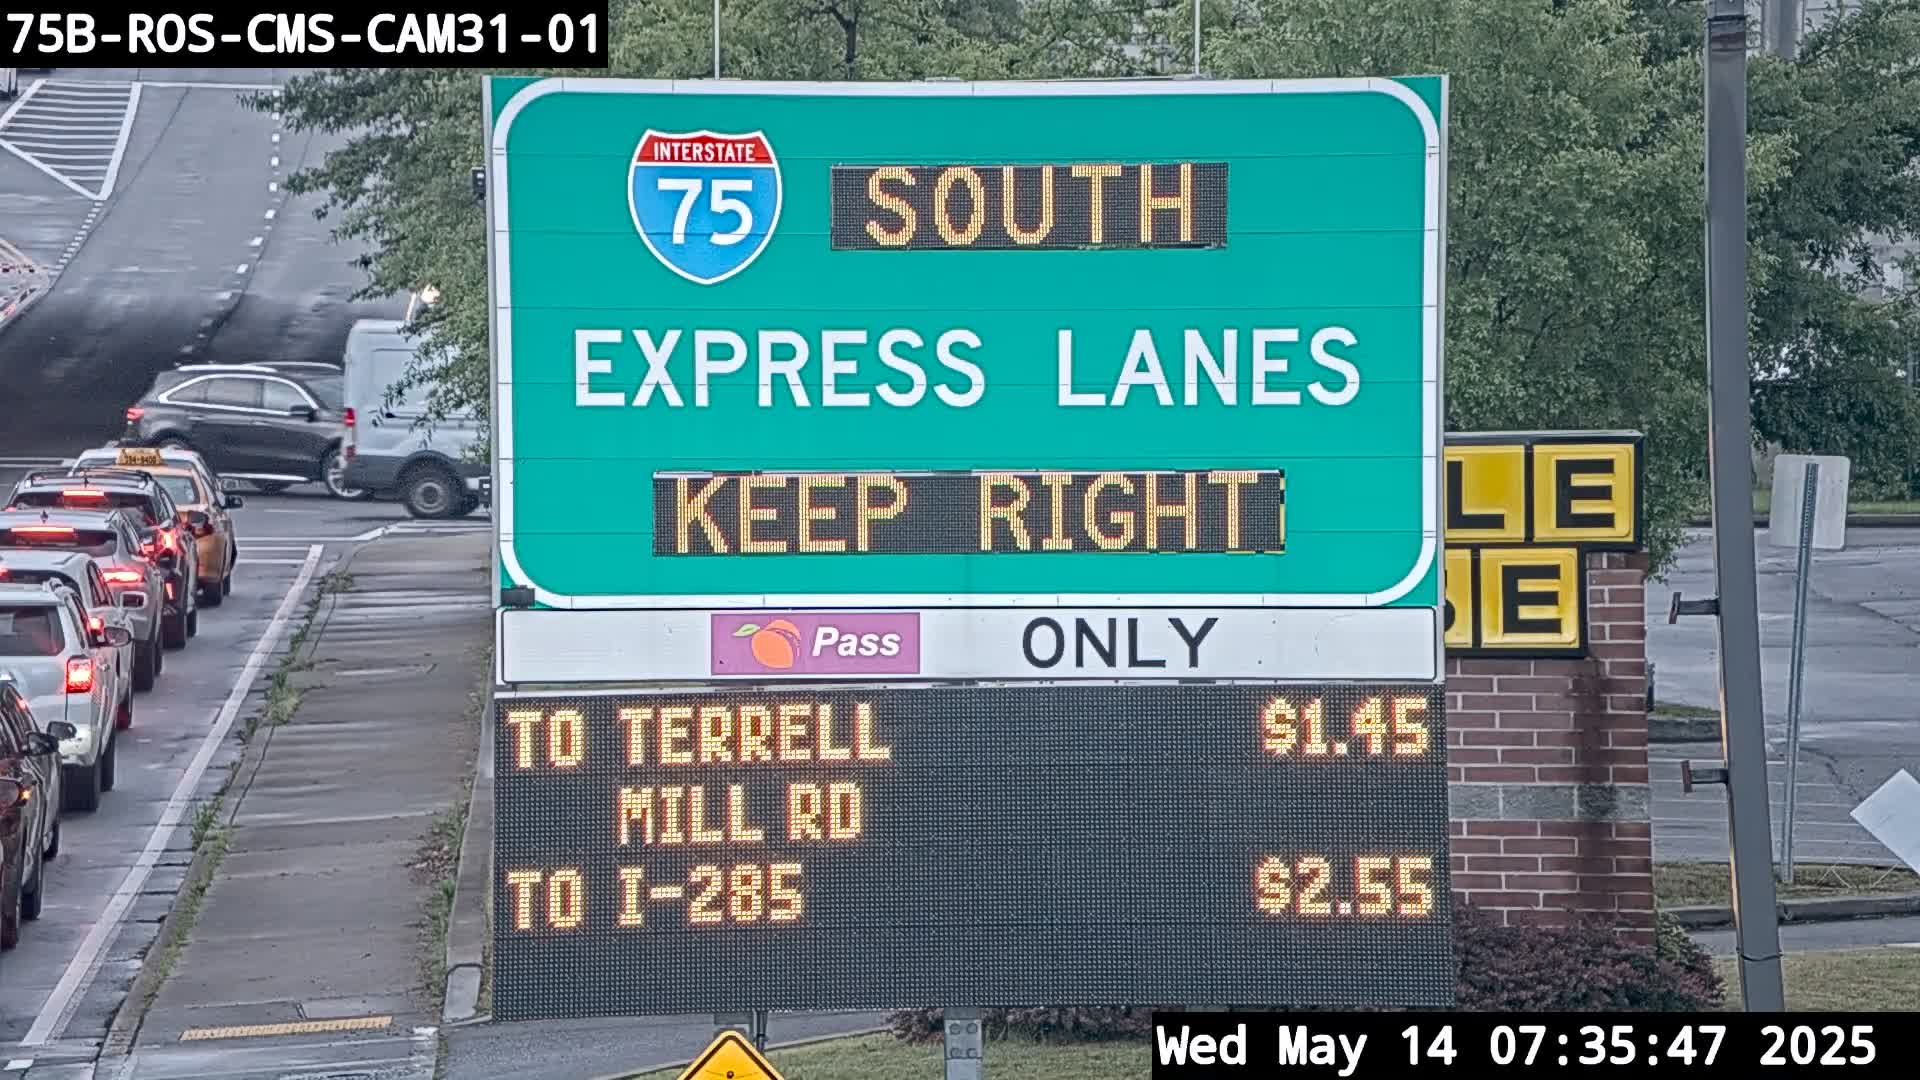 75B-ROS-CMS-CAM31-01
INTERSTATE
75
SOUTH
EXPRESS LANES
KEEP RIGHT
Pass ONLY
TO TERRELL $1.45
MILL RD
TO I-285 $2.55
LE
E
Wed May 14 07:35:47 2025